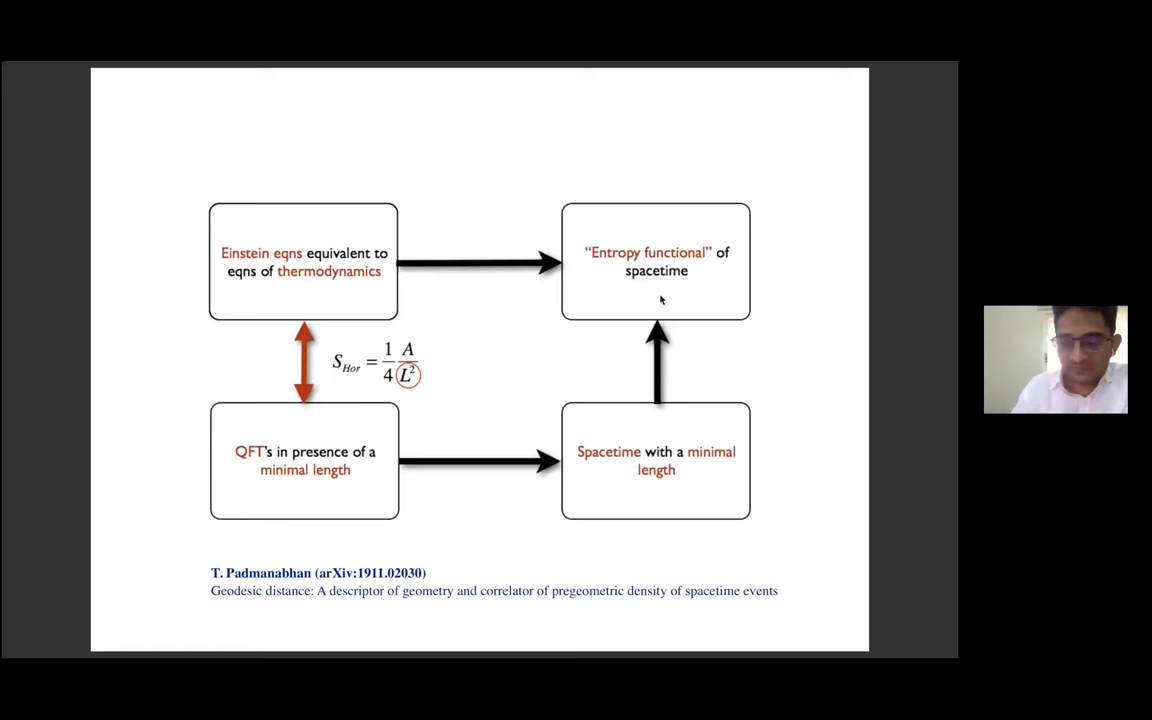 Einstein eqns equivalent to
eqns of thermodynamics
“Entropy functional” of
spacetime
S_Hor = 1/4 A/L²
QFT's in presence of a
minimal length
Spacetime with a minimal
length
T. Padmanabhan (arXiv:1911.02030)
Geodesic distance: A descriptor of geometry and correlator of pregeometric density of spacetime events